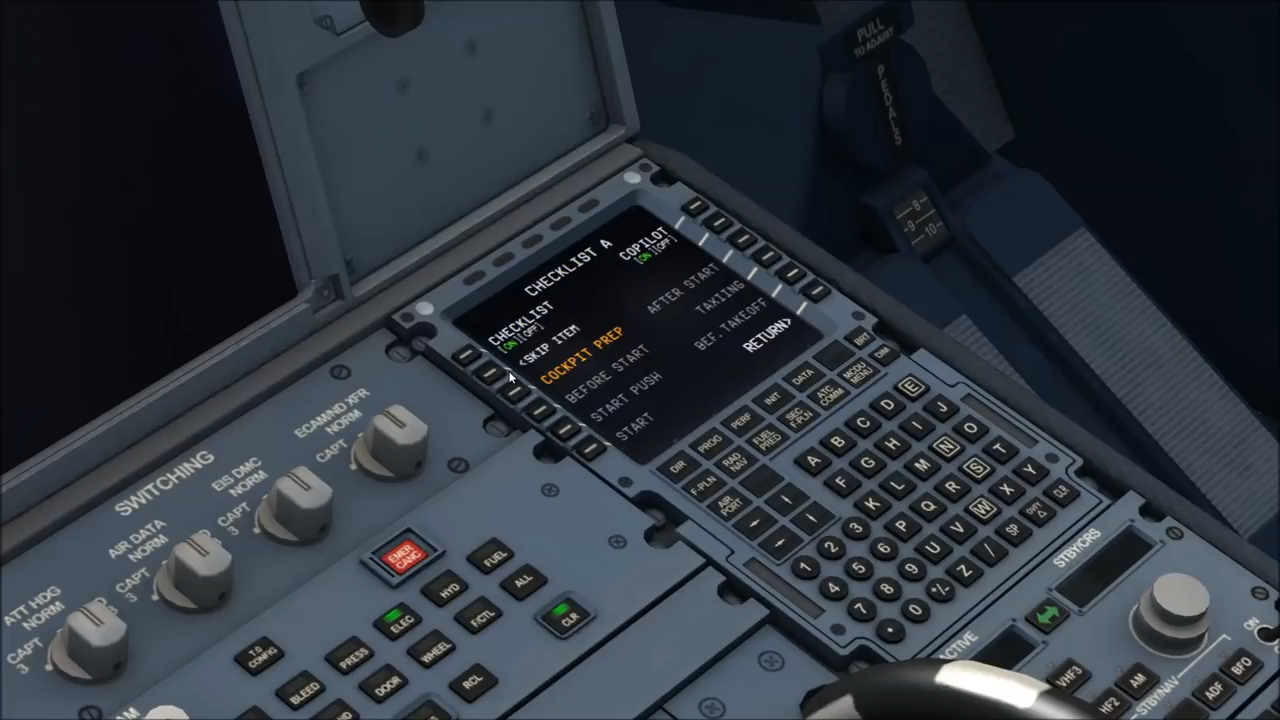 PULL
TO ADJUST
PEDALS
8
9
10
CHECKLIST A
COPILOT
[ON][OFF]
CHECKLIST
[ON][OFF]
<SKIP ITEM
AFTER START
COCKPIT PREP
TAXIING
BEFORE START
BEF.TAKEOFF
START PUSH
RETURN>
START
BRT
DIM
DIR
PROG
PERF
INIT
DATA
F-PLN
RAD NAV
FUEL PRED
SEC F-PLN
ATC COMM
MCDU MENU
AIR PORT
A B C D E
F G H I J
K L M N O
P Q R S T
U V W X Y
Z / SP OVFY CLR
1 2 3
4 5 6
7 8 9
. 0 +/-
SWITCHING
ATT HDG
NORM
CAPT
3
AIR DATA
NORM
CAPT
3
EIS DMC
NORM
CAPT
3
ECAM/ND XFR
NORM
CAPT
EMER CANC
FUEL
HYD
ALL
ELEC
F/CTL
CLR
T.O CONFIG
PRESS
WHEEL
BLEED
DOOR
RCL
STBY/CRS
ACTIVE
ON
VHF3
AM
BFO
ADF
STBYNAV
HF2